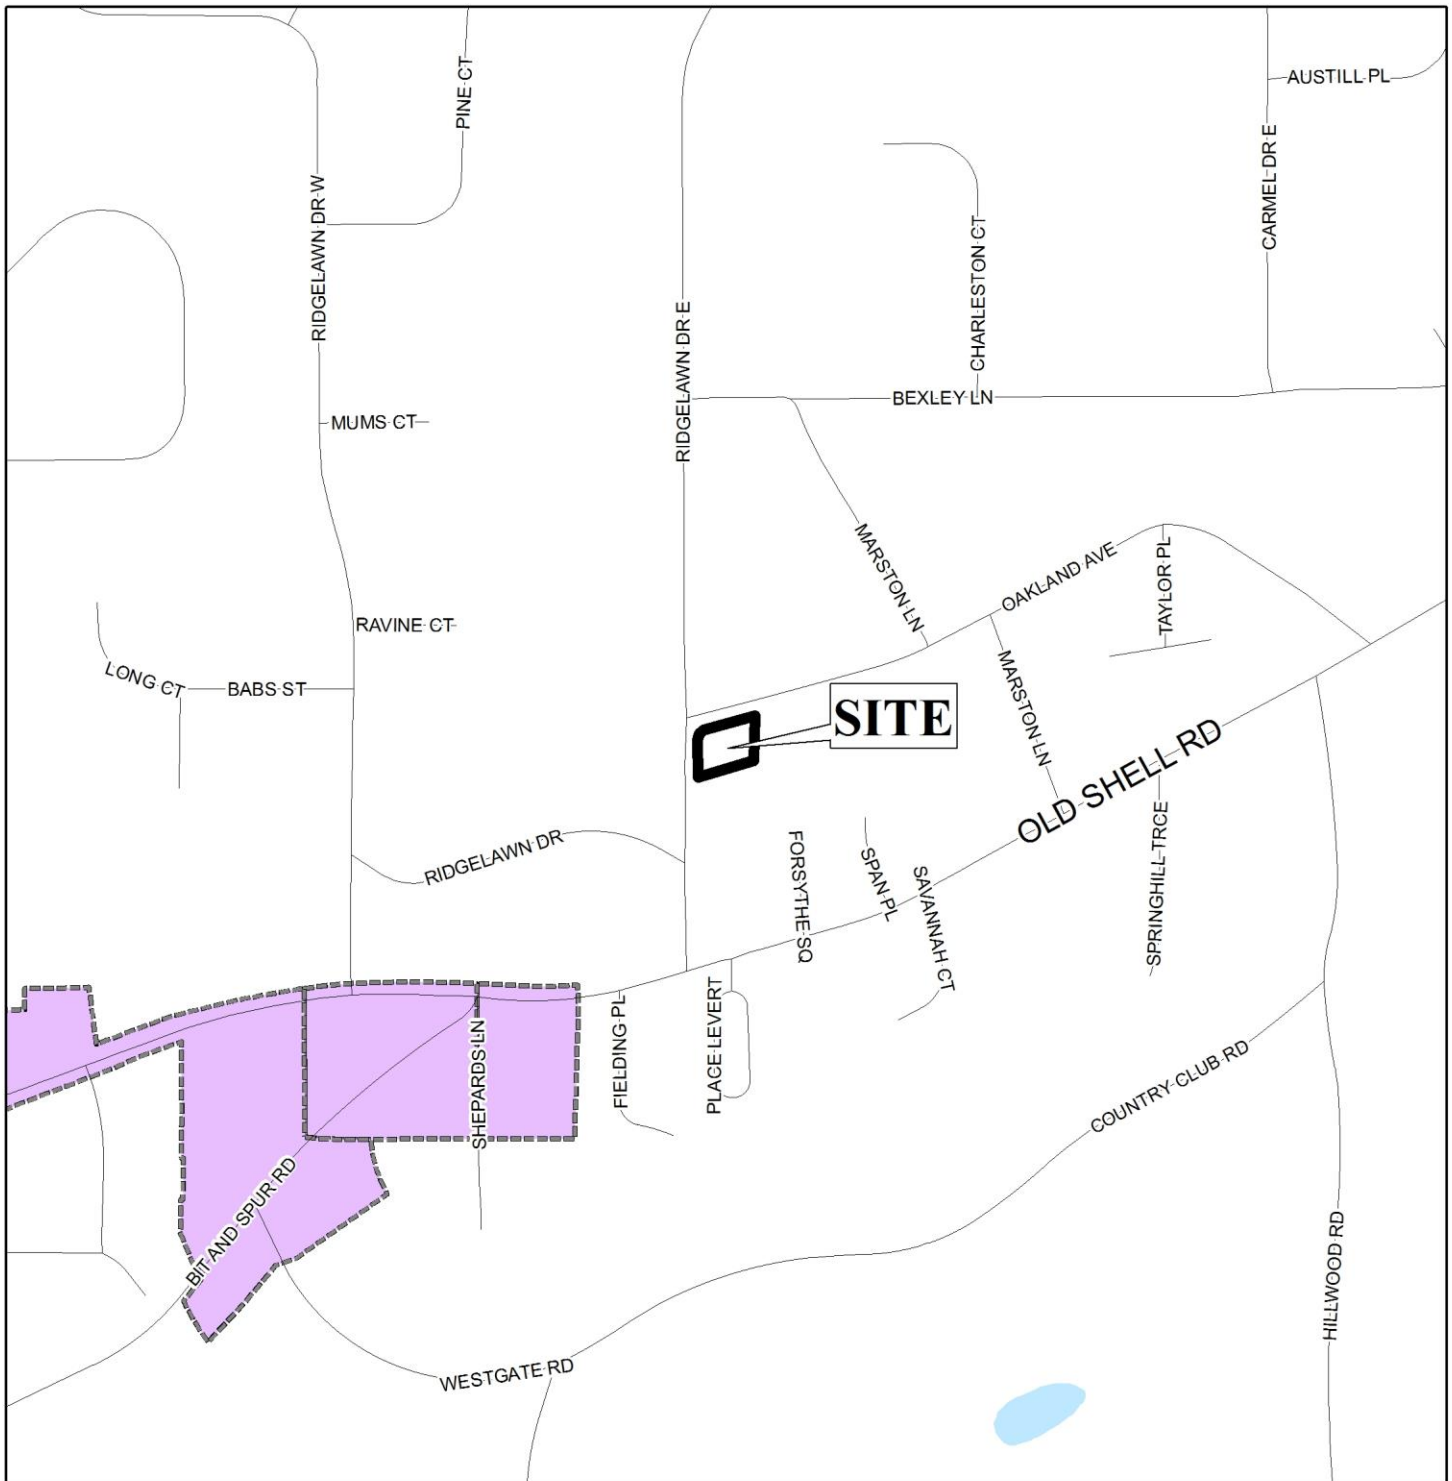 PINE CT
AUSTILL PL
RIDGELAWN DR W
CARMEL DR E
CHARLESTON CT
RIDGELAWN DR E
BEXLEY LN
MUMS CT
MARSTON LN
OAKLAND AVE
TAYLOR PL
RAVINE CT
LONG CT
BABS ST
MARSTON LN
SITE
OLD SHELL RD
RIDGELAWN DR
FORSYTHE SQ
SPAN PL
SAVANNAH CT
SPRINGHILL TRCE
SHEPARDS LN
FIELDING PL
PLACE LEVERT
COUNTRY CLUB RD
BIT AND SPUR RD
HILLWOOD RD
WESTGATE RD